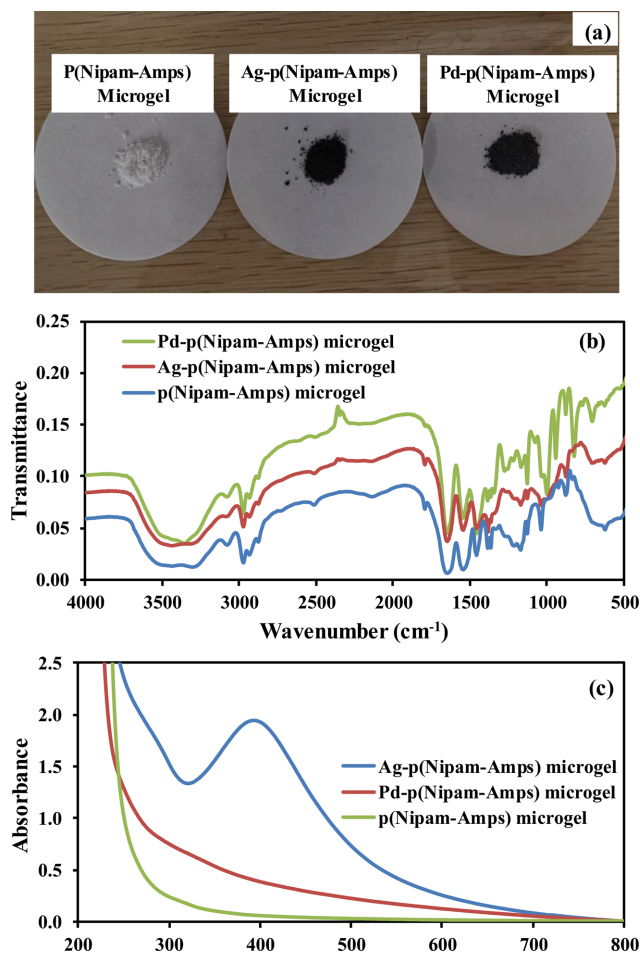 (a)
P(Nipam-Amps)
Microgel
Ag-p(Nipam-Amps)
Microgel
Pd-p(Nipam-Amps)
Microgel
0.25
0.20
0.15
0.10
0.05
0.00
Transmittance
(b)
Pd-p(Nipam-Amps) microgel
Ag-p(Nipam-Amps) microgel
p(Nipam-Amps) microgel
4000 3500 3000 2500 2000 1500 1000 500
Wavenumber (cm⁻¹)
2.5
2.0
1.5
1.0
0.5
0.0
Absorbance
(c)
Ag-p(Nipam-Amps) microgel
Pd-p(Nipam-Amps) microgel
p(Nipam-Amps) microgel
200 300 400 500 600 700 800